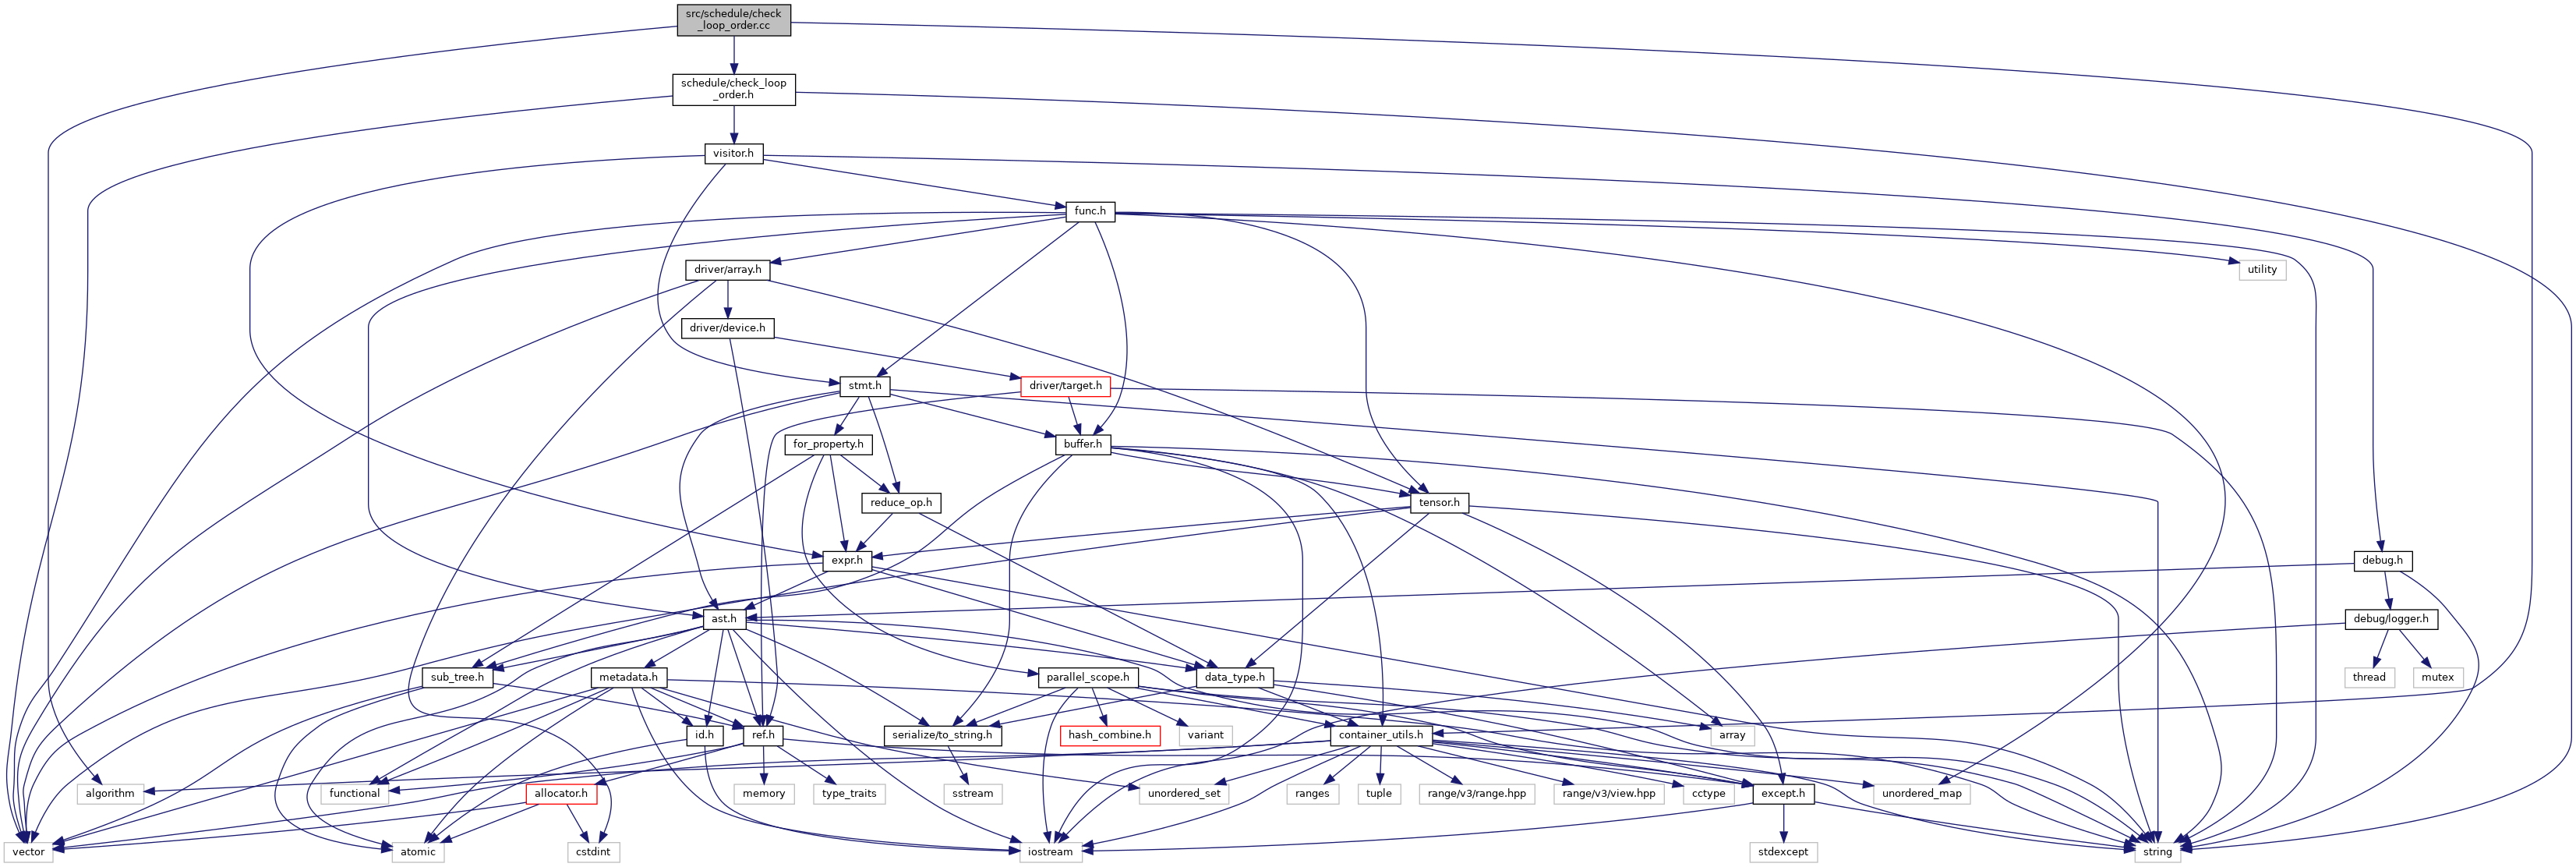 src/schedule/check
_loop_order.cc
schedule/check_loop
_order.h
visitor.h
func.h
driver/array.h
utility
driver/device.h
stmt.h
driver/target.h
for_property.h
buffer.h
reduce_op.h
tensor.h
expr.h
debug.h
ast.h
debug/logger.h
sub_tree.h
metadata.h
parallel_scope.h
data_type.h
thread
mutex
id.h
ref.h
serialize/to_string.h
hash_combine.h
variant
container_utils.h
array
algorithm
functional
allocator.h
memory
type_traits
sstream
unordered_set
ranges
tuple
range/v3/range.hpp
range/v3/view.hpp
cctype
except.h
unordered_map
vector
atomic
cstdint
iostream
stdexcept
string